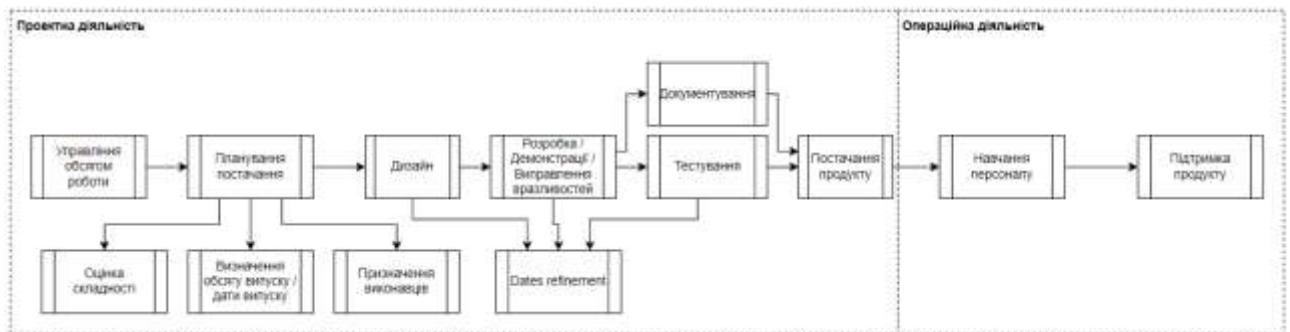 Проектна діяльність
Операційна діяльність
Документування
Управління
обсягом
роботи
Планування
постачання
Дизайн
Розробка /
Демонстрації /
Виправлення
вразливостей
Тестування
Постачання
продукту
Навчання
персоналу
Підтримка
продукту
Оцінка
складності
Визначення
обсягу випуску /
дати випуску
Призначення
виконавців
Dates refinement